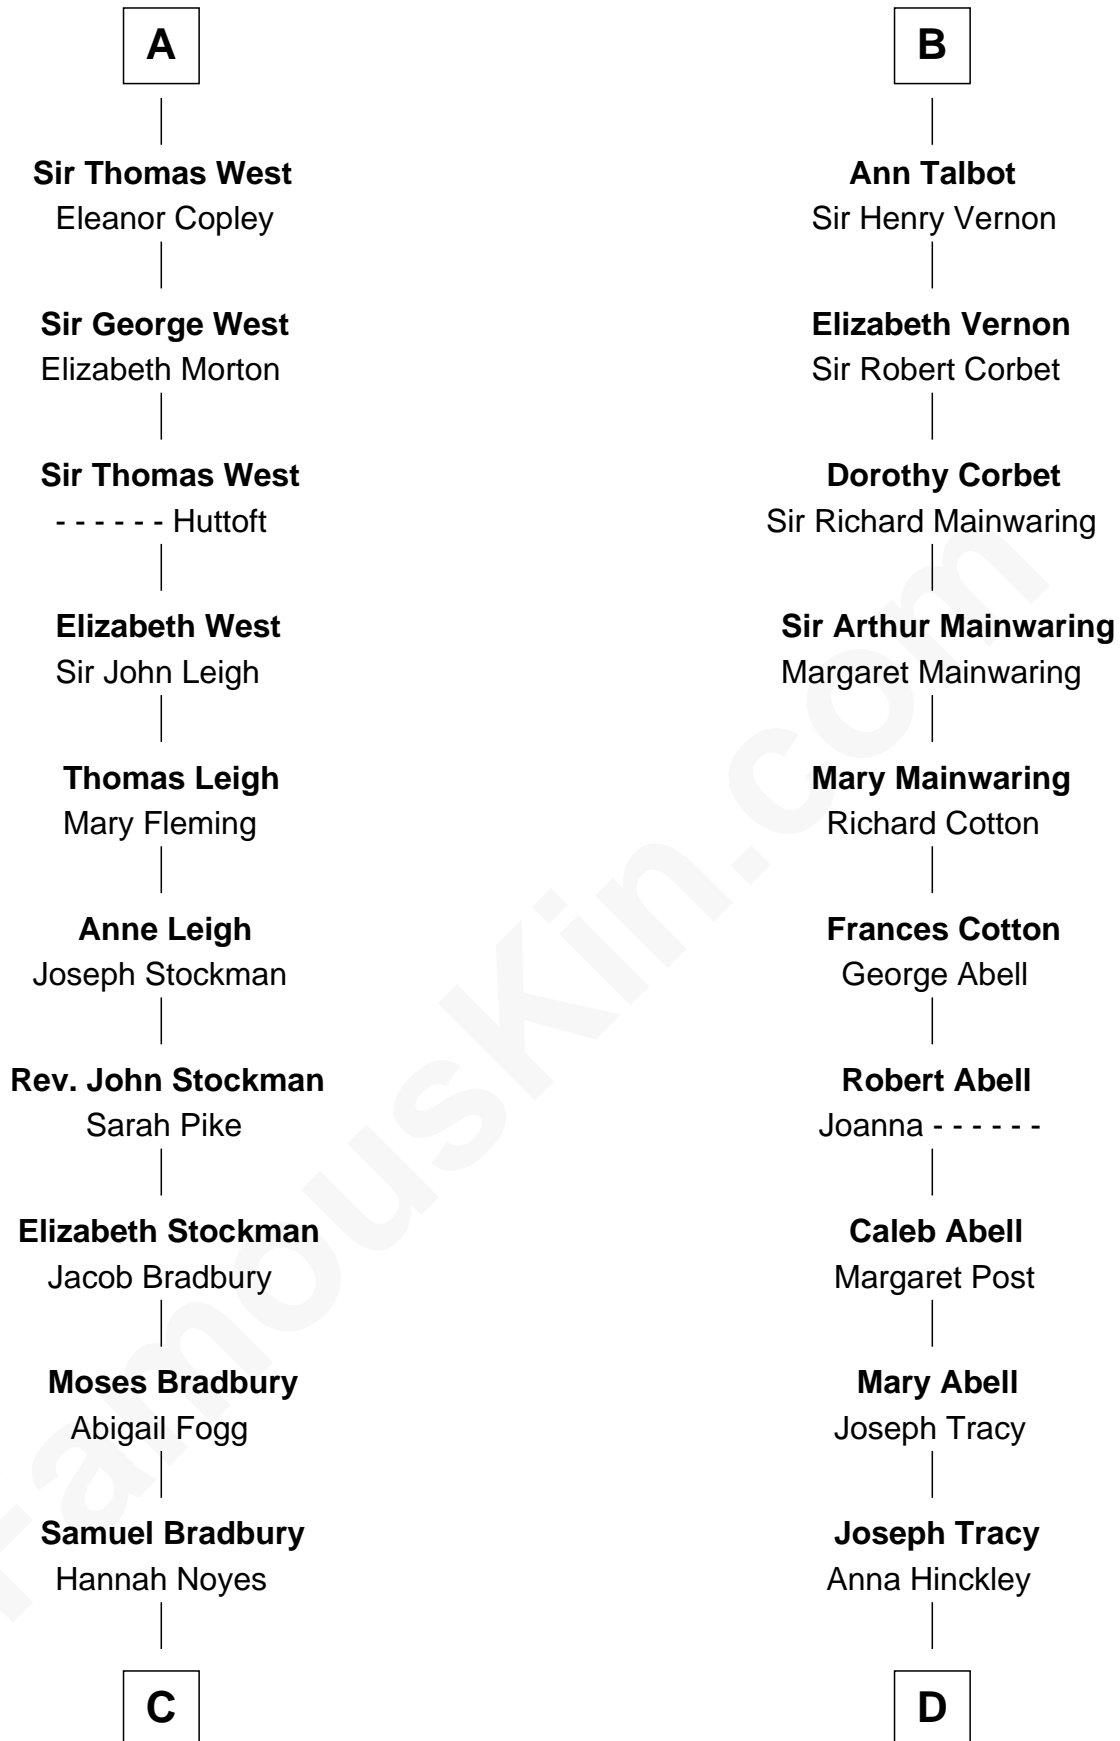 A
Sir Thomas West
Eleanor Copley
Sir George West
Elizabeth Morton
Sir Thomas West
- - - - - - Huttoft
Elizabeth West
Sir John Leigh
Thomas Leigh
Mary Fleming
Anne Leigh
Joseph Stockman
Rev. John Stockman
Sarah Pike
Elizabeth Stockman
Jacob Bradbury
Moses Bradbury
Abigail Fogg
Samuel Bradbury
Hannah Noyes
C
B
Ann Talbot
Sir Henry Vernon
Elizabeth Vernon
Sir Robert Corbet
Dorothy Corbet
Sir Richard Mainwaring
Sir Arthur Mainwaring
Margaret Mainwaring
Mary Mainwaring
Richard Cotton
Frances Cotton
George Abell
Robert Abell
Joanna - - - - - -
Caleb Abell
Margaret Post
Mary Abell
Joseph Tracy
Joseph Tracy
Anna Hinckley
D
FamousKin.com